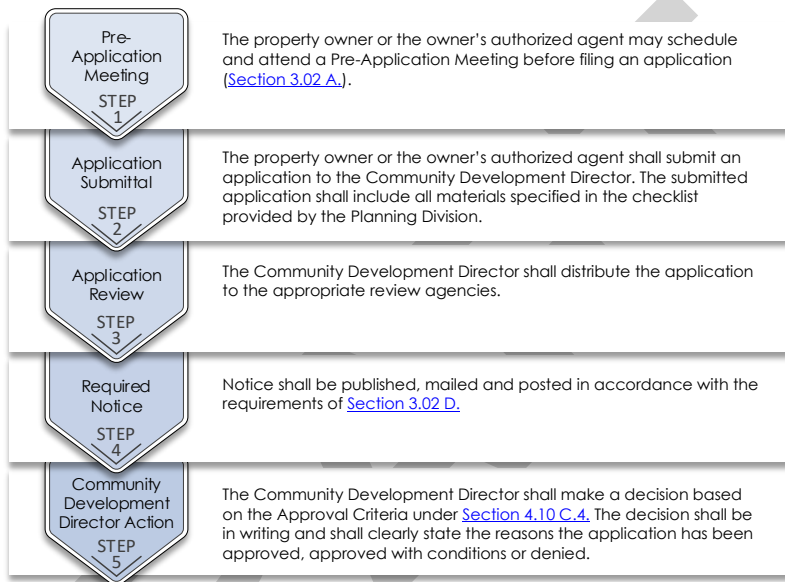 Pre-
Application
Meeting
STEP
1
The property owner or the owner’s authorized agent may schedule
and attend a Pre-Application Meeting before filing an application
(Section 3.02 A.).
Application
Submittal
STEP
2
The property owner or the owner’s authorized agent shall submit an
application to the Community Development Director. The submitted
application shall include all materials specified in the checklist
provided by the Planning Division.
Application
Review
STEP
3
The Community Development Director shall distribute the application
to the appropriate review agencies.
Required
Notice
STEP
4
Notice shall be published, mailed and posted in accordance with the
requirements of Section 3.02 D.
Community
Development
Director Action
STEP
5
The Community Development Director shall make a decision based
on the Approval Criteria under Section 4.10 C.4. The decision shall be
in writing and shall clearly state the reasons the application has been
approved, approved with conditions or denied.